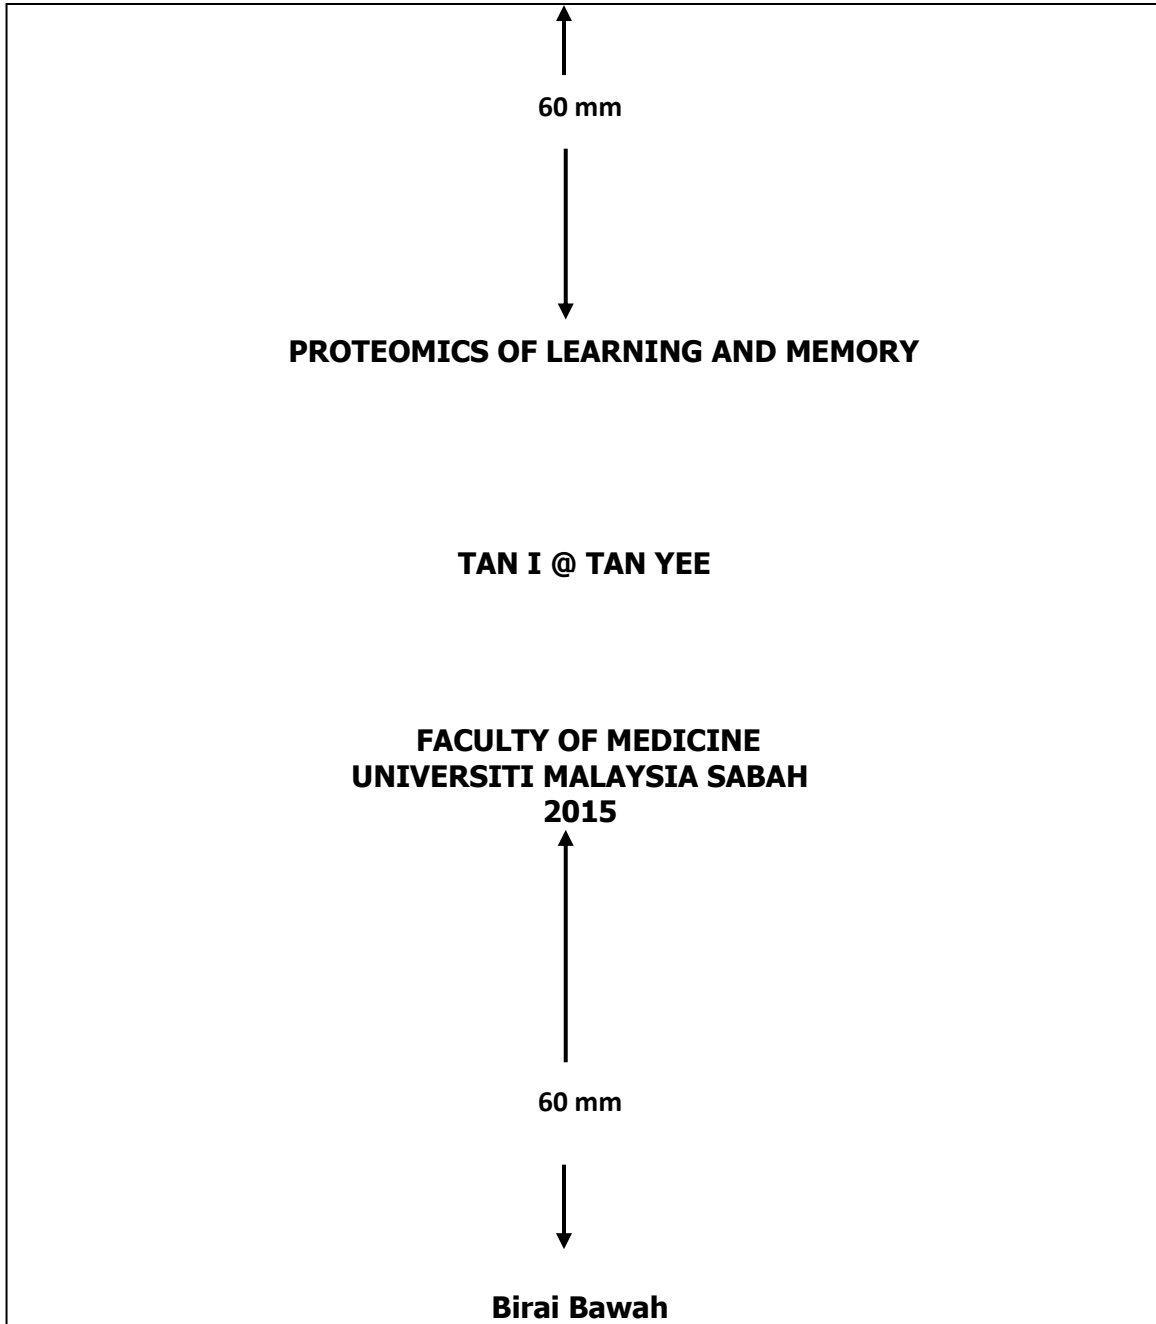 60 mm
PROTEOMICS OF LEARNING AND MEMORY
TAN I @ TAN YEE
FACULTY OF MEDICINE
UNIVERSITI MALAYSIA SABAH
2015
60 mm
Birai Bawah